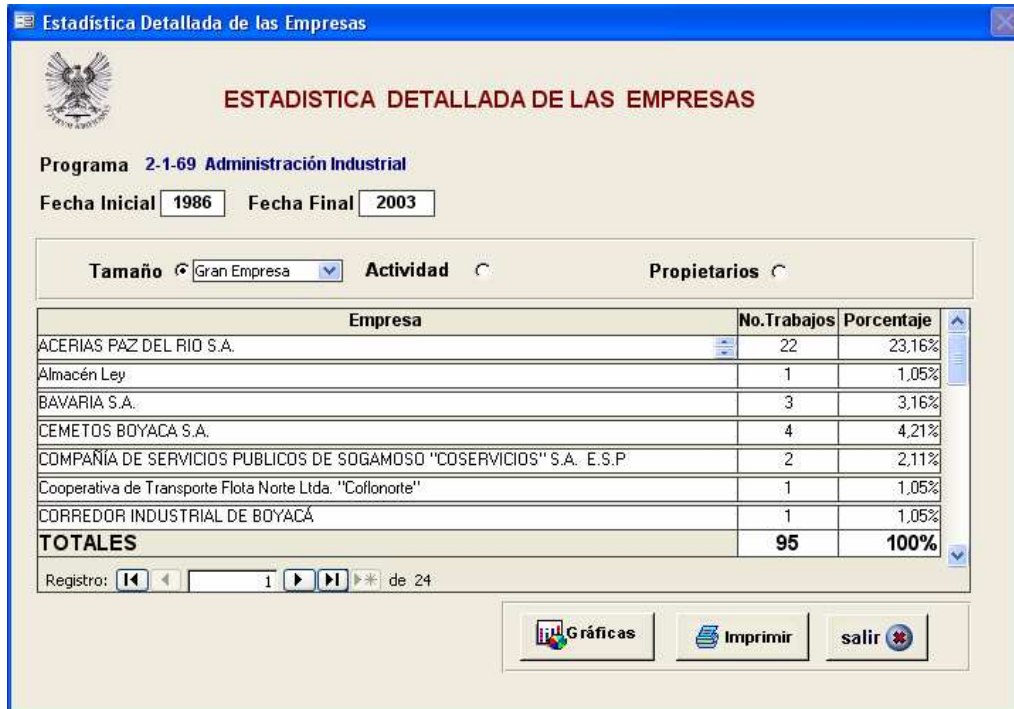 Estadística Detallada de las Empresas
ESTADISTICA DETALLADA DE LAS EMPRESAS
Programa 2-1-69 Administración Industrial
Fecha Inicial 1986 Fecha Final 2003
Tamaño Gran Empresa Actividad Propietarios
Empresa No.Trabajos Porcentaje
ACERIAS PAZ DEL RIO S.A. 22 23,16%
Almacén Ley 1 1,05%
BAVARIA S.A. 3 3,16%
CEMETOS BOYACA S.A. 4 4,21%
COMPAÑÍA DE SERVICIOS PUBLICOS DE SOGAMOSO "COSERVICIOS" S.A. E.S.P 2 2,11%
Cooperativa de Transporte Flota Norte Ltda. "Coflonorte" 1 1,05%
CORREDOR INDUSTRIAL DE BOYACÁ 1 1,05%
TOTALES 95 100%
Registro: 1 de 24
Gráficas Imprimir salir